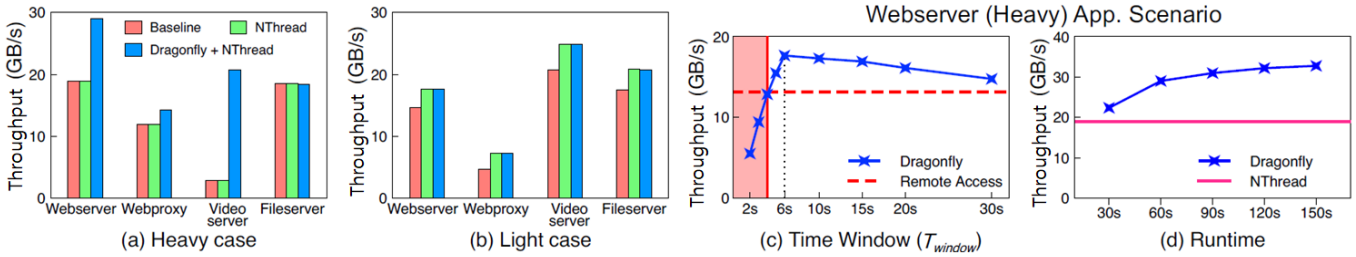 Webserver (Heavy) App. Scenario
Throughput (GB/s)
30
20
10
0
Baseline
NThread
Dragonfly + NThread
Webserver
Webproxy
Video
server
Fileserver
(a) Heavy case
Throughput (GB/s)
30
20
10
0
Webserver
Webproxy
Video
server
Fileserver
(b) Light case
Throughput (GB/s)
20
15
10
5
0
Dragonfly
Remote Access
2s
6s
10s
15s
20s
30s
(c) Time Window (Twindow)
Throughput (GB/s)
40
30
20
10
0
Dragonfly
NThread
30s
60s
90s
120s
150s
(d) Runtime